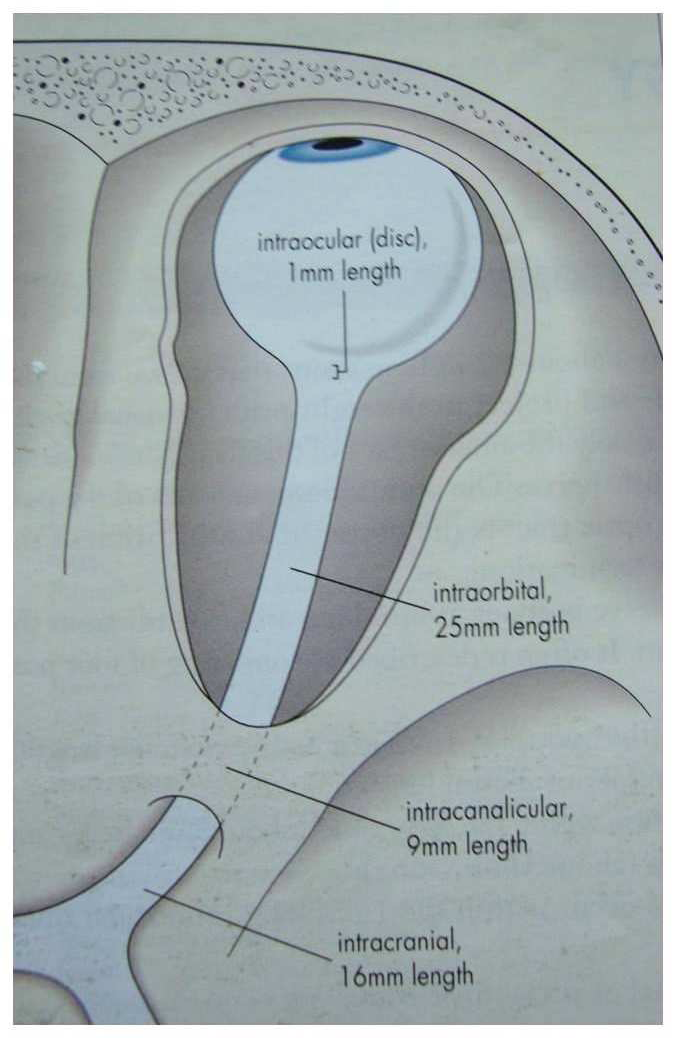 intraocular (disc),
1mm length
intraorbital,
25mm length
intracanalicular,
9mm length
intracranial,
16mm length